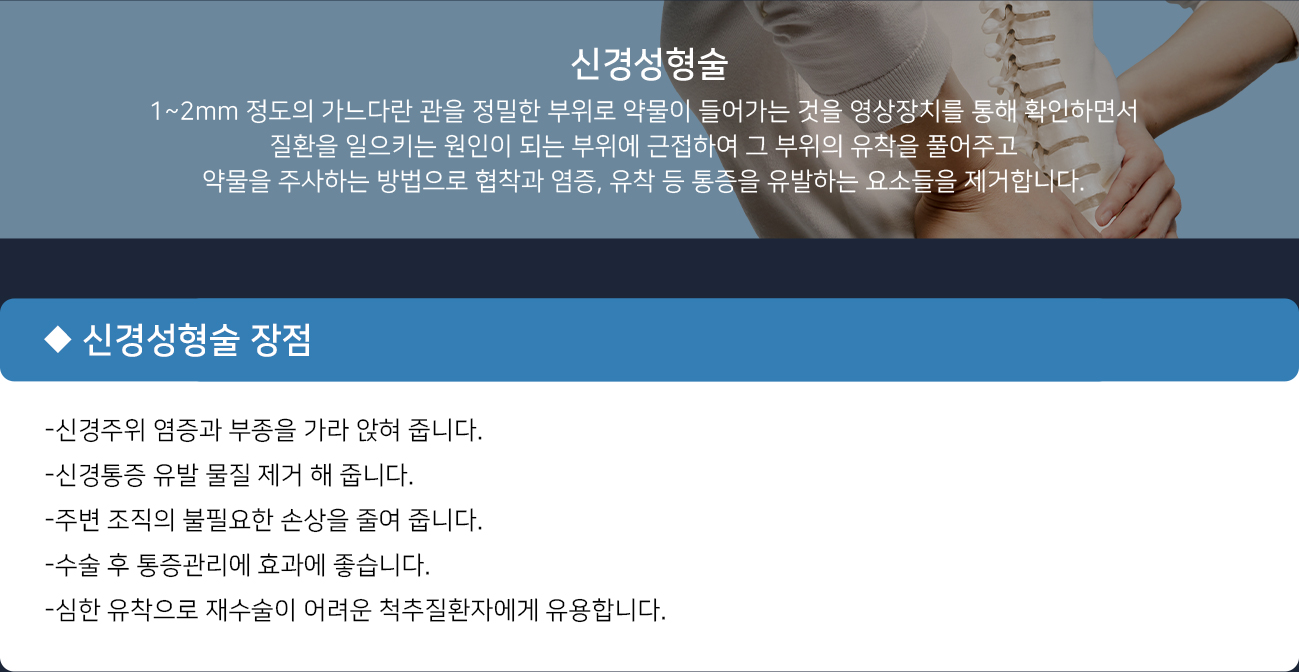 신경성형술
1~2mm 정도의 가느다란 관을 정밀한 부위로 약물이 들어가는 것을 영상장치를 통해 확인하면서
질환을 일으키는 원인이 되는 부위에 근접하여 그 부위의 유착을 풀어주고
약물을 주사하는 방법으로 협착과 염증, 유착 등 통증을 유발하는 요소들을 제거합니다.
◆ 신경성형술 장점
-신경주위 염증과 부종을 가라 앉혀 줍니다.
-신경통증 유발 물질 제거 해 줍니다.
-주변 조직의 불필요한 손상을 줄여 줍니다.
-수술 후 통증관리에 효과에 좋습니다.
-심한 유착으로 재수술이 어려운 척추질환자에게 유용합니다.